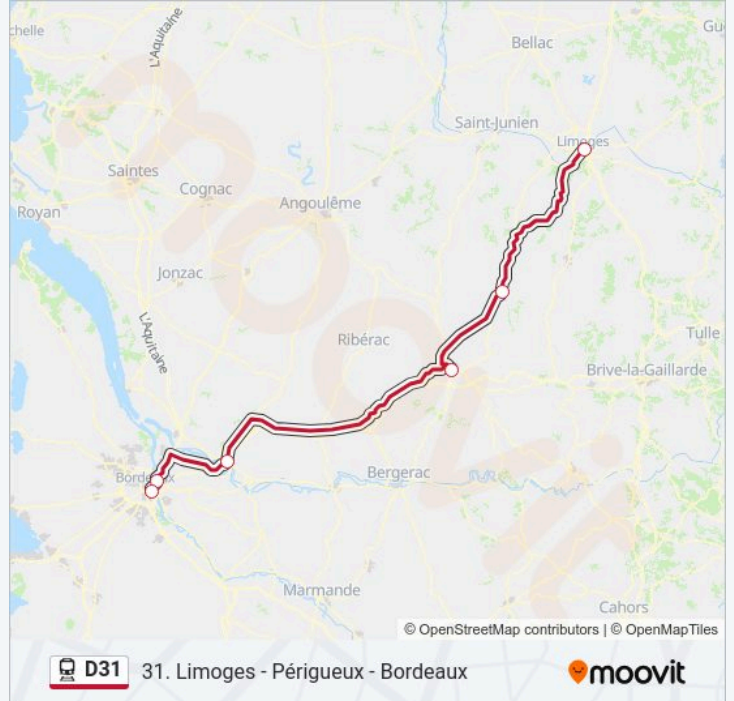 chelle
L'Aquitaine
Bellac
Gu
Saint-Junien
Limoges
Saintes
Cognac
Angoulême
Royan
Jonzac
L'Aquitaine
Ribérac
Tulle
Brive-la-Gaillarde
Bordeaux
Bergerac
Marmande
Cahors
moovit
© OpenStreetMap contributors | © OpenMapTiles
D31 31. Limoges - Périgueux - Bordeaux moovit